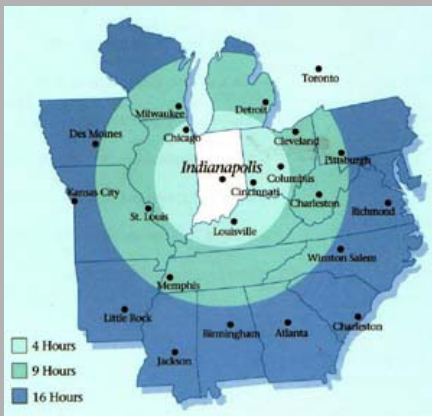 Toronto
Milwaukee
Detroit
Chicago
Cleveland
Des Moines
Pittsburgh
Indianapolis
Columbus
Kansas City
Cincinnati
Charleston
St. Louis
Richmond
Louisville
Winston Salem
Memphis
Little Rock
Birmingham
Atlanta
Charleston
Jackson
4 Hours
9 Hours
16 Hours